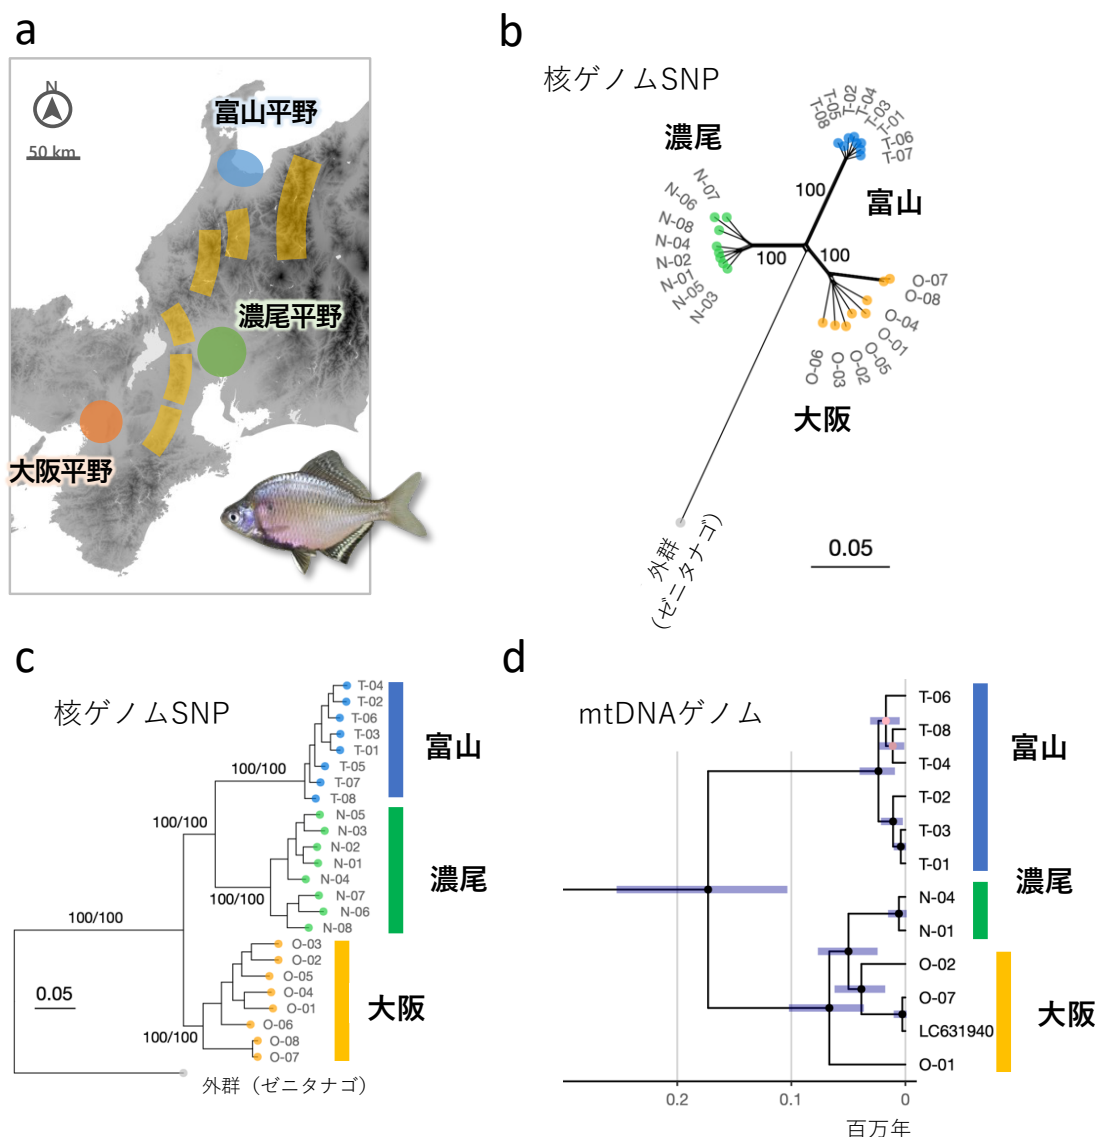 a
N
50 km
富山平野
濃尾平野
大阪平野
b
核ゲノムSNP
濃尾
富山
大阪
T-08
T-05
T-02
T-04
T-03
T-01
T-06
T-07
N-07
N-06
N-08
N-04
N-02
N-01
N-05
N-03
100
100
100
O-07
O-08
O-04
O-01
O-05
O-02
O-03
O-06
外群
(ゼニタナゴ)
0.05
c
核ゲノムSNP
T-04
T-02
T-06
T-03
T-01
T-05
T-07
T-08
富山
100/100
100/100
N-05
N-03
N-02
N-01
N-04
N-07
N-06
N-08
濃尾
100/100
100/100
O-03
O-02
O-05
O-04
O-01
O-06
O-08
O-07
大阪
100/100
0.05
外群（ゼニタナゴ）
d
mtDNAゲノム
T-06
T-08
T-04
T-02
T-03
T-01
富山
N-04
N-01
濃尾
O-02
O-07
LC631940
O-01
大阪
0.2
0.1
0
百万年